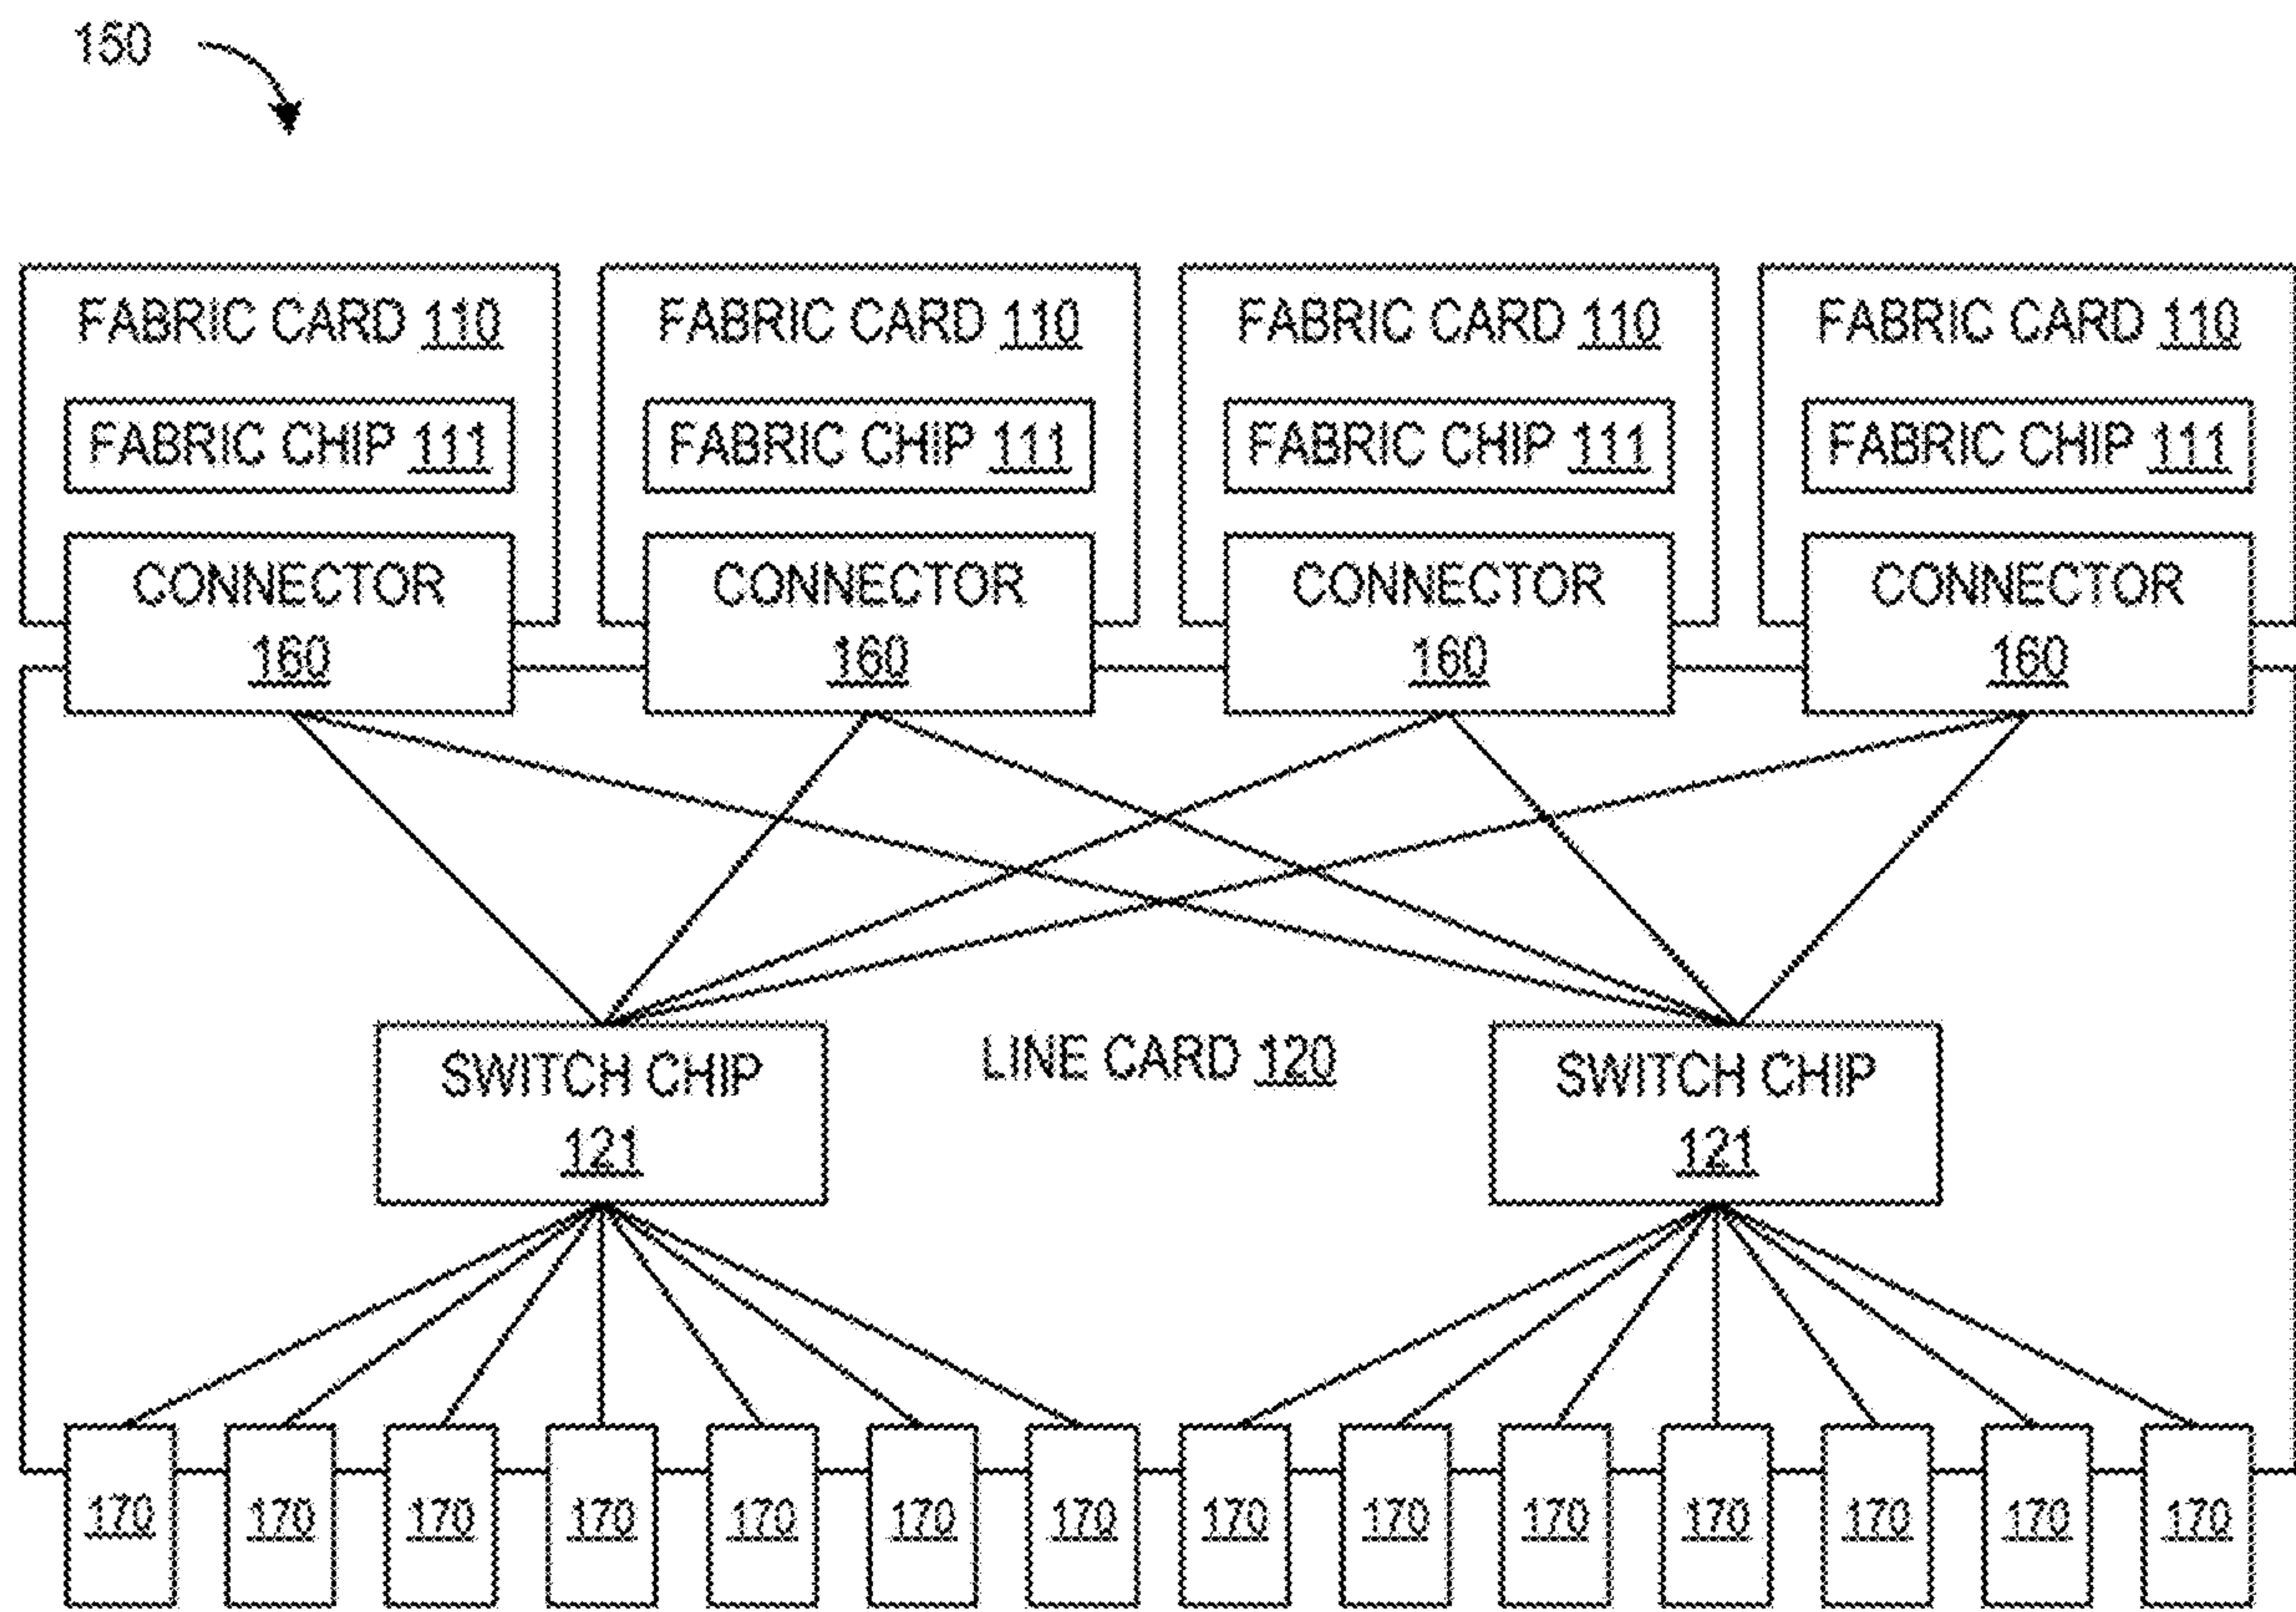 150
FABRIC CARD 110
FABRIC CHIP 111
CONNECTOR
160
FABRIC CARD 110
FABRIC CHIP 111
CONNECTOR
160
FABRIC CARD 110
FABRIC CHIP 111
CONNECTOR
160
FABRIC CARD 110
FABRIC CHIP 111
CONNECTOR
160
SWITCH CHIP
121
LINE CARD 120
SWITCH CHIP
121
170
170
170
170
170
170
170
170
170
170
170
170
170
170